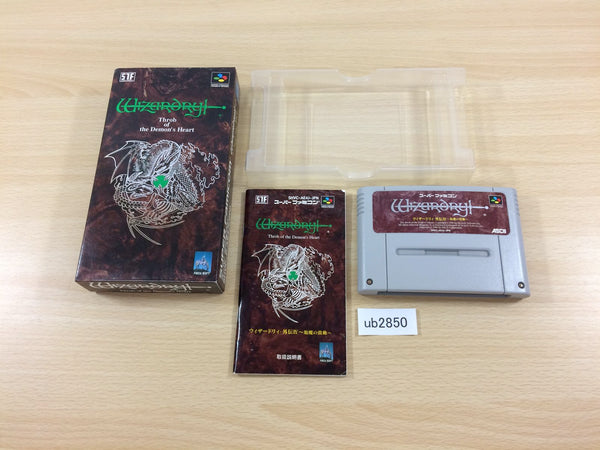 Wizardry
Throb
of
the Demon's Heart
スーパーファミコン
Wizardry
Throb of the Demon's Heart
ウィザードリィ・外伝IV ～胎魔の鼓動～
取扱説明書
スーパーファミコン
Wizardry
ウィザードリィ・外伝IV ～胎魔の鼓動～
ASCII
ub2850